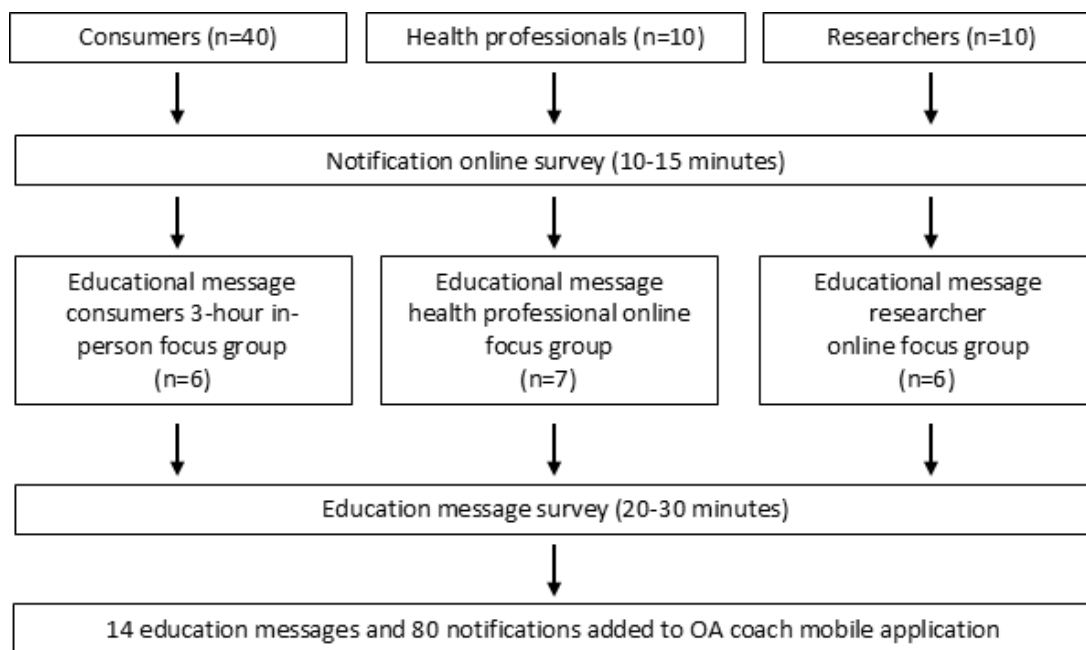 Consumers (n=40)
Health professionals (n=10)
Researchers (n=10)
Notification online survey (10-15 minutes)
Educational message
consumers 3-hour in-
person focus group
(n=6)
Educational message
health professional online
focus group
(n=7)
Educational message
researcher
online focus group
(n=6)
Education message survey (20-30 minutes)
14 education messages and 80 notifications added to OA coach mobile application